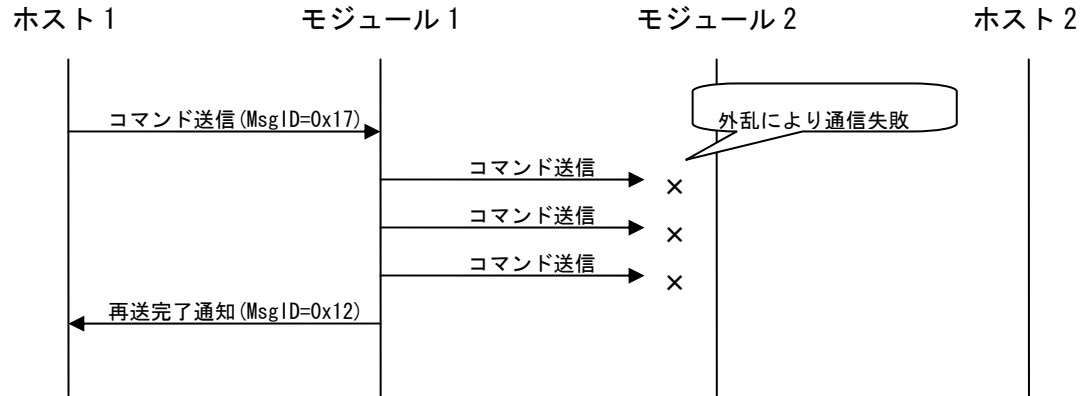 ホスト1
モジュール1
モジュール2
ホスト2
外乱により通信失敗
コマンド送信(MsgID=0x17)
コマンド送信
×
コマンド送信
×
コマンド送信
×
再送完了通知(MsgID=0x12)